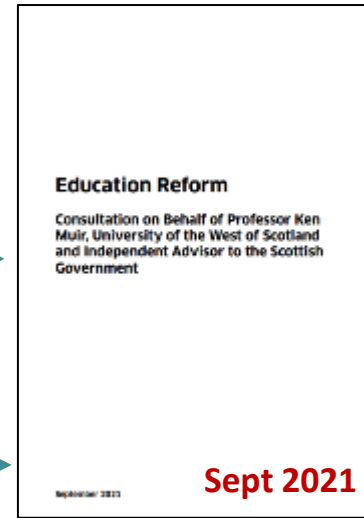 Education Reform
Consultation on Behalf of Professor Ken
Muir, University of the West of Scotland
and Independent Advisor to the Scottish
Government
September 2021
Sept 2021